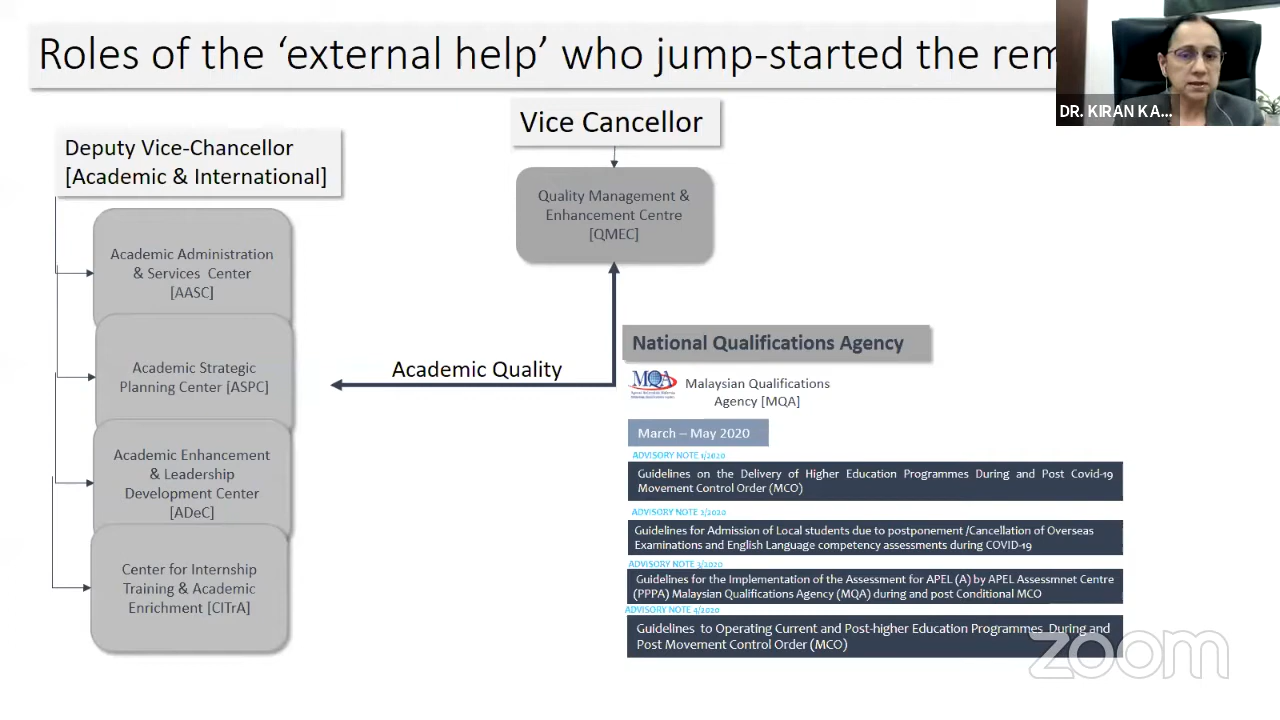 Roles of the ‘external help’ who jump-started the rem
DR. KIRAN KA...
Vice Cancellor
Deputy Vice-Chancellor
[Academic & International]
Quality Management &
Enhancement Centre
[QMEC]
Academic Administration
& Services Center
[AASC]
Academic Strategic
Planning Center [ASPC]
Academic Enhancement
& Leadership
Development Center
[ADeC]
Center for Internship
Training & Academic
Enrichment [CITrA]
Academic Quality
National Qualifications Agency
MQA
Malaysian Qualifications
Agency [MQA]
March – May 2020
ADVISORY NOTE 1/2020
Guidelines on the Delivery of Higher Education Programmes During and Post Covid-19
Movement Control Order (MCO)
ADVISORY NOTE 2/2020
Guidelines for Admission of Local students due to postponement /Cancellation of Overseas
Examinations and English Language competency assessments during COVID-19
ADVISORY NOTE 3/2020
Guidelines for the Implementation of the Assessment for APEL (A) by APEL Assessmnet Centre
(PPPA) Malaysian Qualifications Agency (MQA) during and post Conditional MCO
ADVISORY NOTE 4/2020
Guidelines to Operating Current and Post-higher Education Programmes During and
Post Movement Control Order (MCO)
zoom